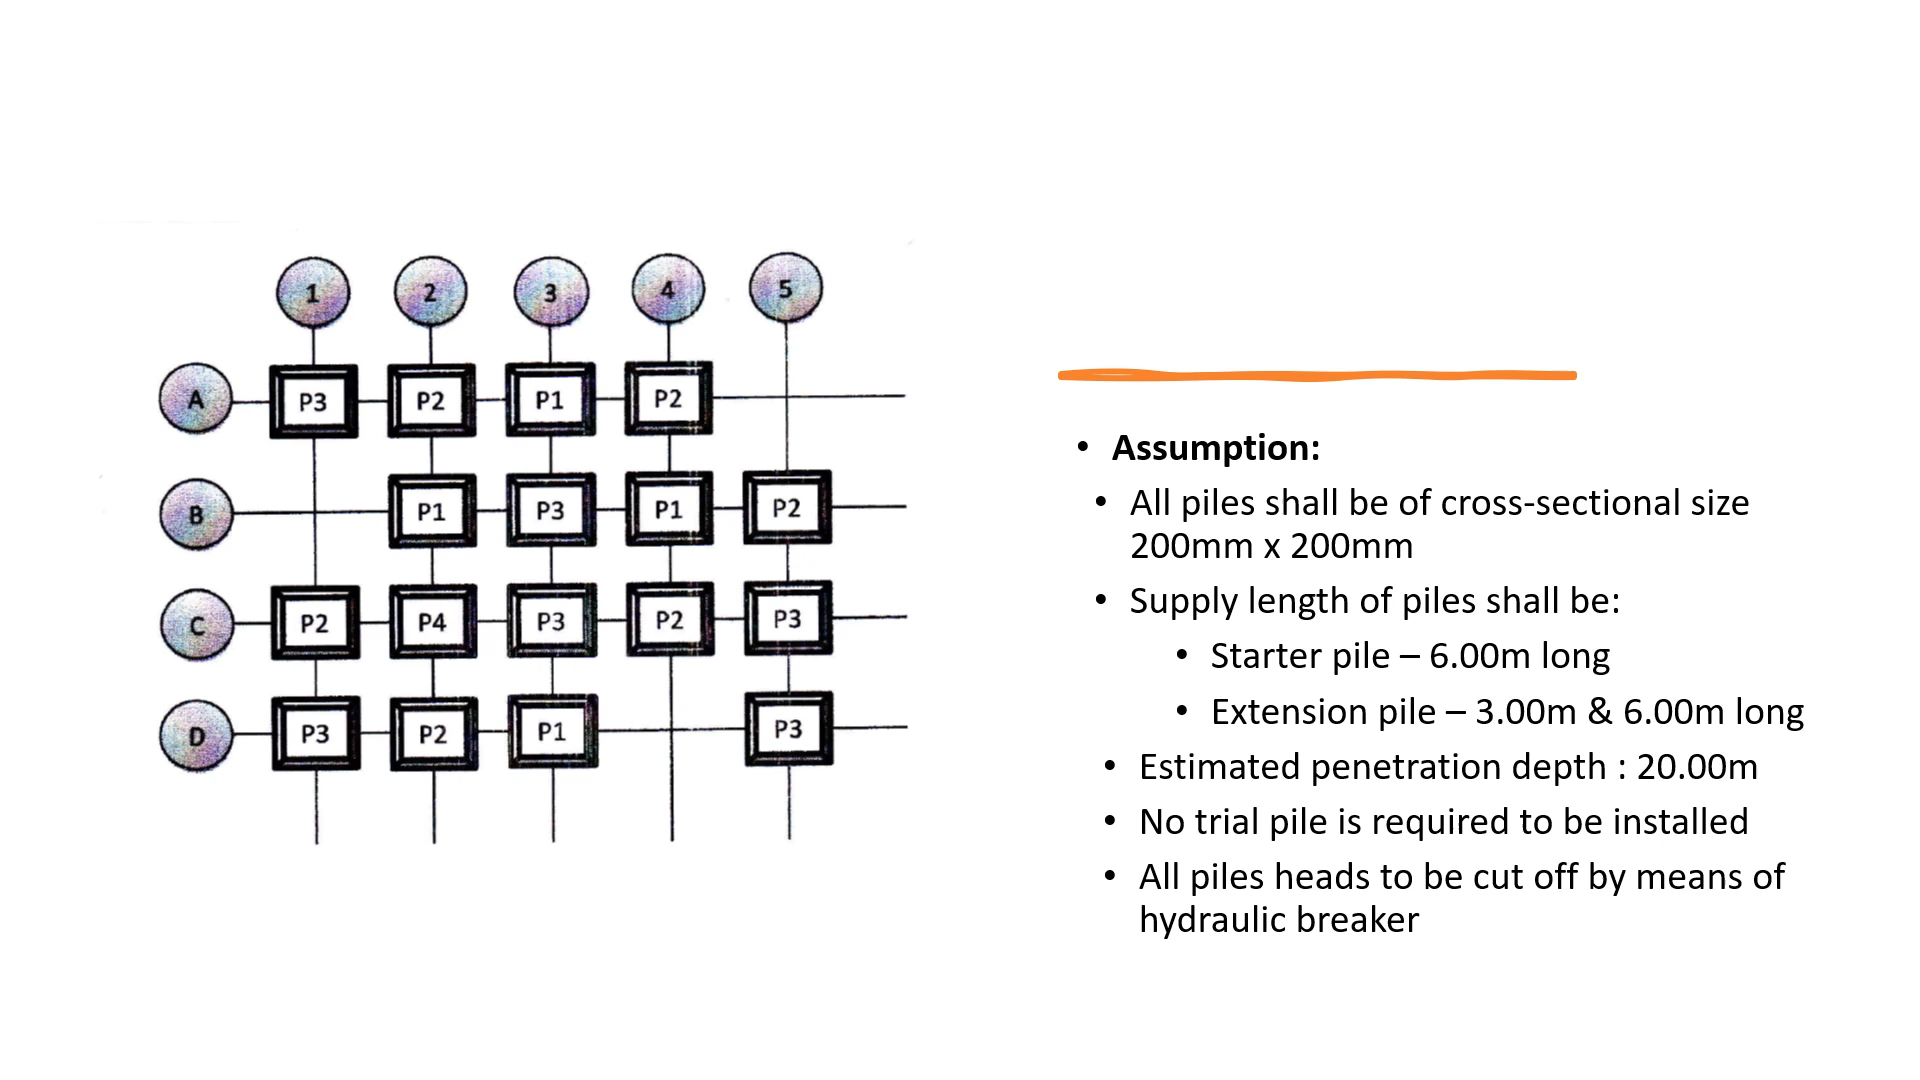 1 2 3 4 5
A P3 P2 P1 P2
B P1 P3 P1 P2
C P2 P4 P3 P2 P3
D P3 P2 P1 P3
• Assumption:
• All piles shall be of cross-sectional size
200mm x 200mm
• Supply length of piles shall be:
• Starter pile – 6.00m long
• Extension pile – 3.00m & 6.00m long
• Estimated penetration depth : 20.00m
• No trial pile is required to be installed
• All piles heads to be cut off by means of
hydraulic breaker